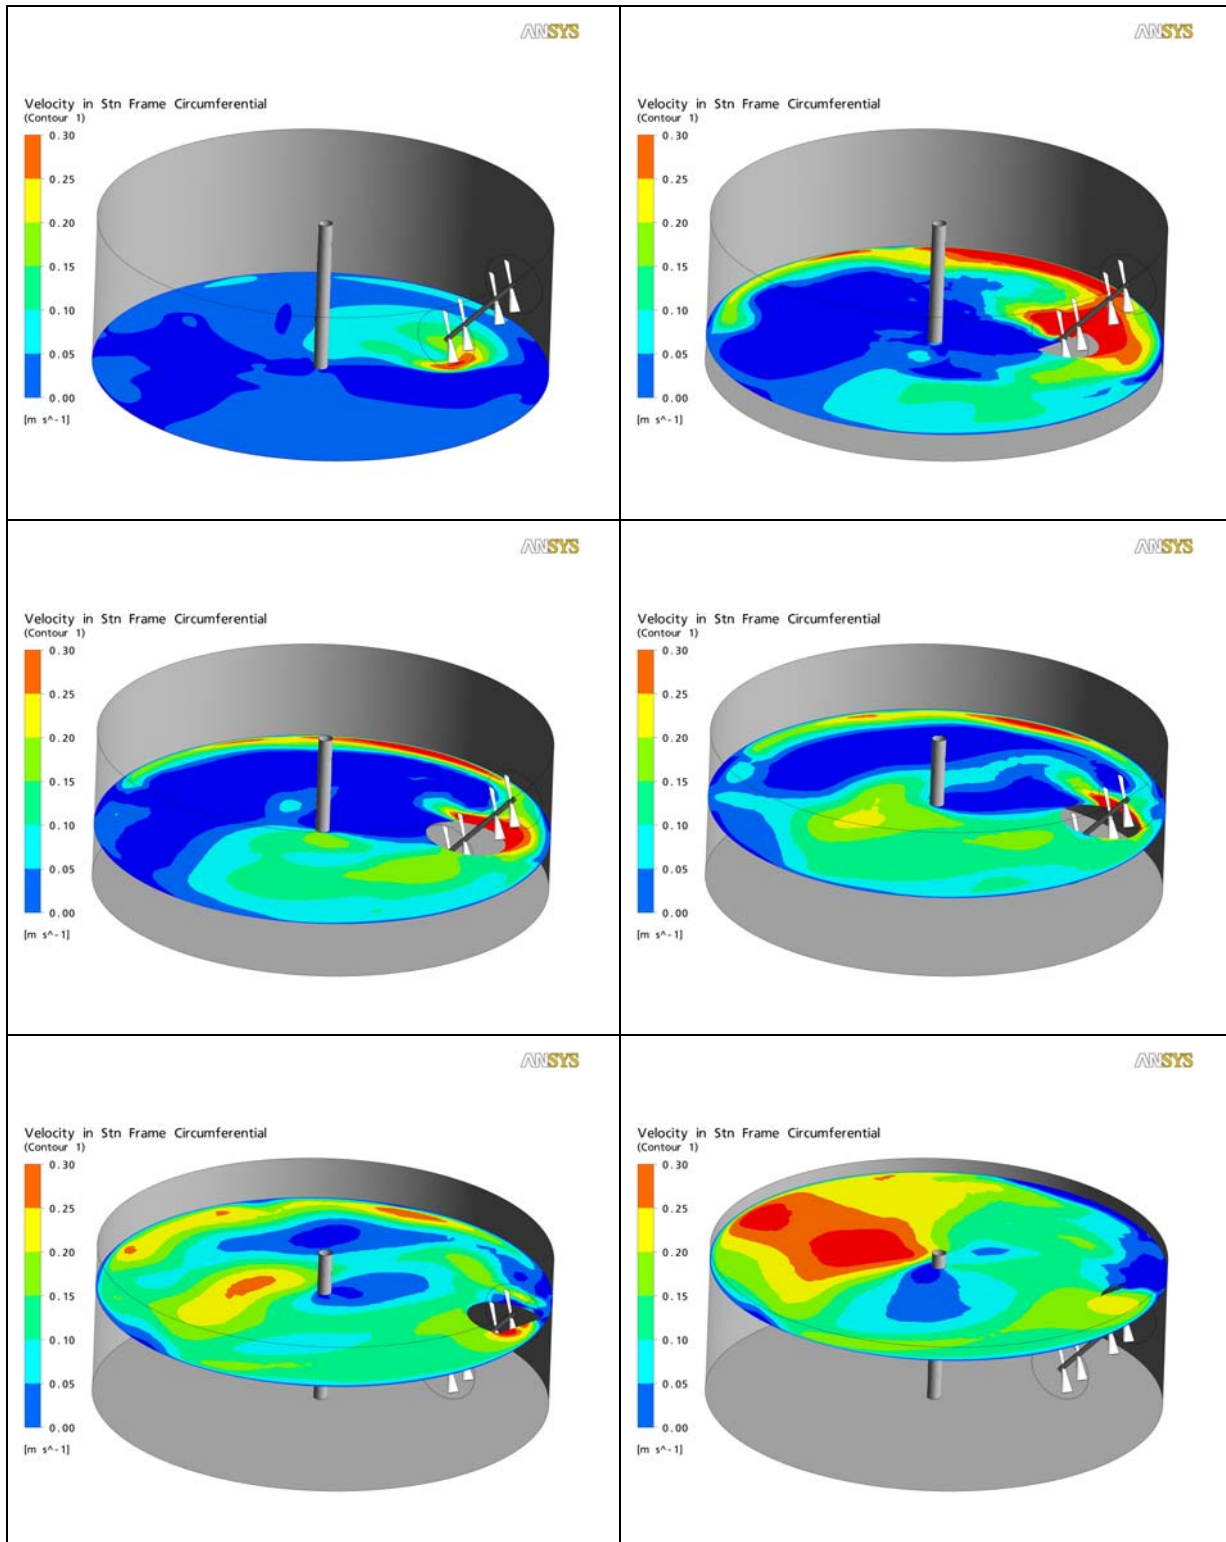 ANSYS
Velocity in Stn Frame Circumferential
(Contour 1)
0.30
0.25
0.20
0.15
0.10
0.05
0.00
[m s^-1]
ANSYS
Velocity in Stn Frame Circumferential
(Contour 1)
0.30
0.25
0.20
0.15
0.10
0.05
0.00
[m s^-1]
ANSYS
Velocity in Stn Frame Circumferential
(Contour 1)
0.30
0.25
0.20
0.15
0.10
0.05
0.00
[m s^-1]
ANSYS
Velocity in Stn Frame Circumferential
(Contour 1)
0.30
0.25
0.20
0.15
0.10
0.05
0.00
[m s^-1]
ANSYS
Velocity in Stn Frame Circumferential
(Contour 1)
0.30
0.25
0.20
0.15
0.10
0.05
0.00
[m s^-1]
ANSYS
Velocity in Stn Frame Circumferential
(Contour 1)
0.30
0.25
0.20
0.15
0.10
0.05
0.00
[m s^-1]